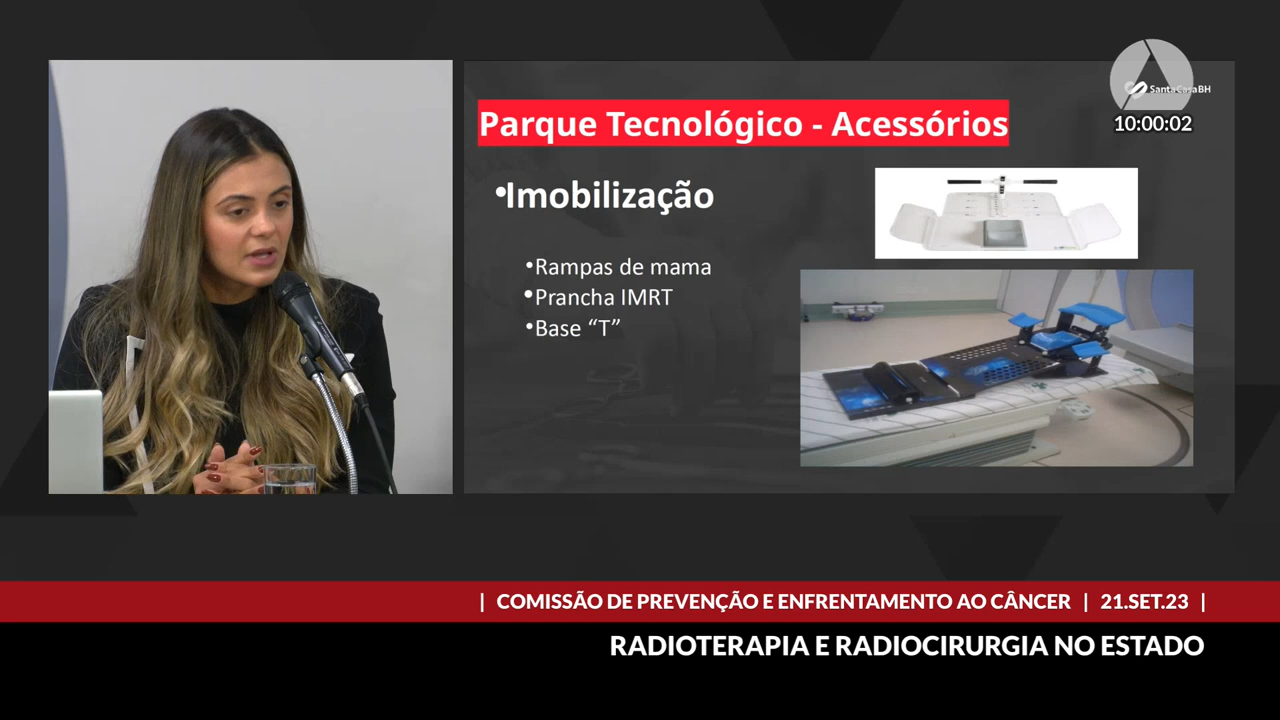 SantaCasaBH
10:00:02
Parque Tecnológico - Acessórios
•Imobilização
•Rampas de mama
•Prancha IMRT
•Base “T”
| COMISSÃO DE PREVENÇÃO E ENFRENTAMENTO AO CÂNCER | 21.SET.23 |
RADIOTERAPIA E RADIOCIRURGIA NO ESTADO